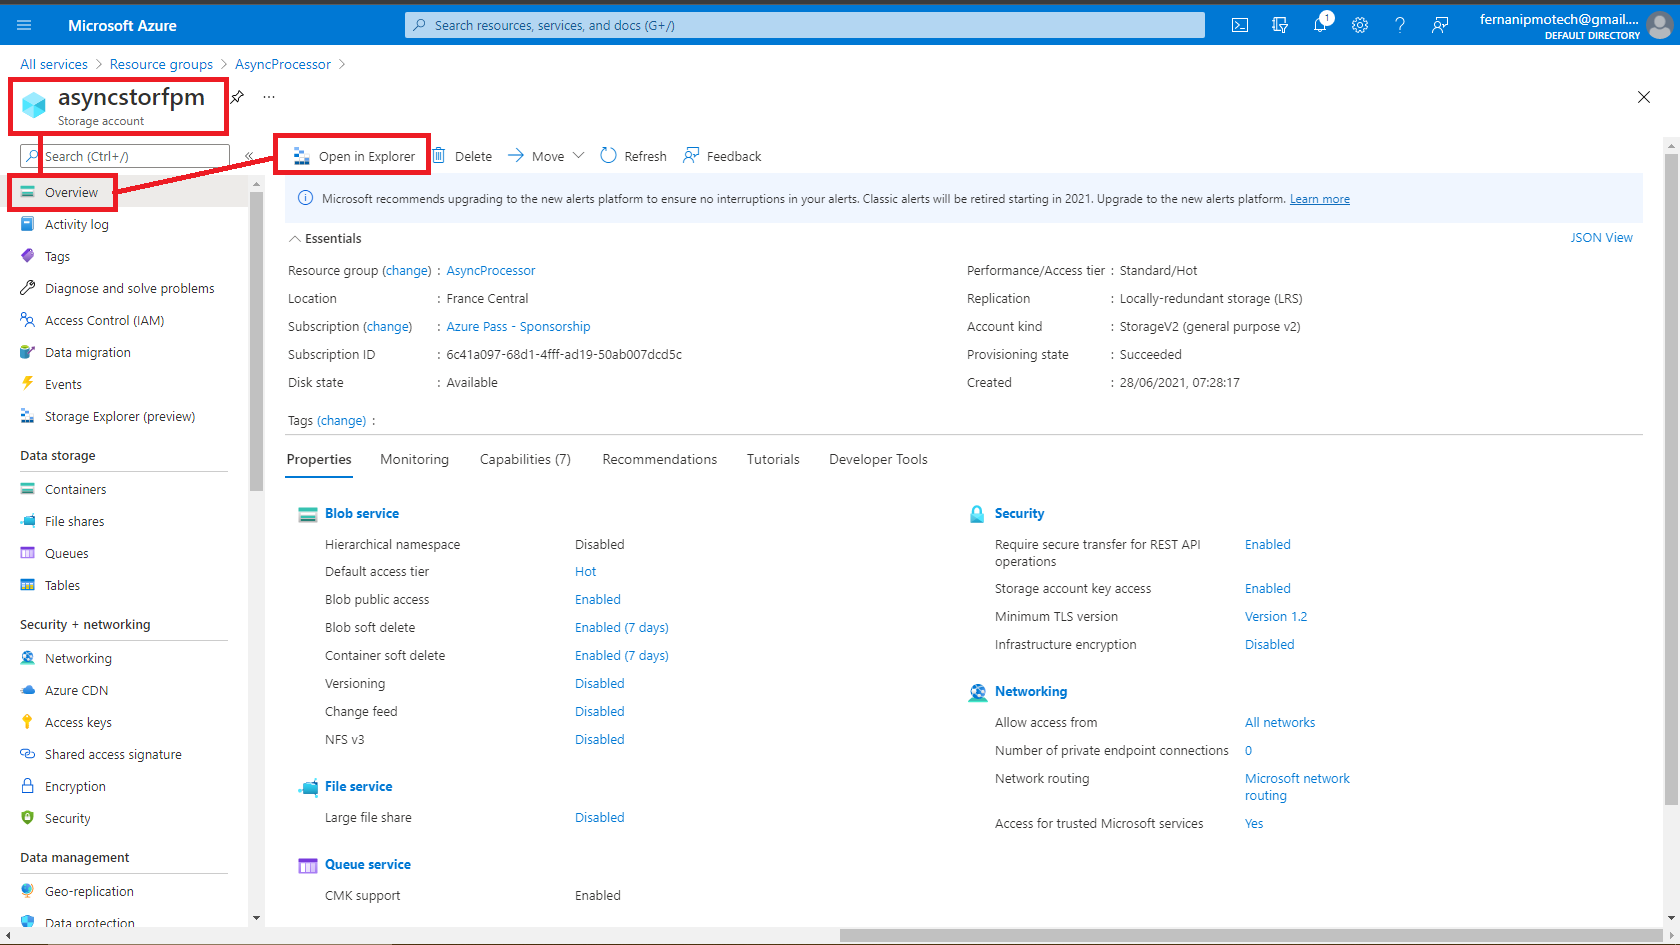 Microsoft Azure
Search resources, services, and docs (G+/)
1
fernanipmotech@gmail....
DEFAULT DIRECTORY
All services > Resource groups > AsyncProcessor >
asyncstorfpm
...
Storage account
Search (Ctrl+/)
«
Open in Explorer
Delete
Move
Refresh
Feedback
Overview
Activity log
Tags
Diagnose and solve problems
Access Control (IAM)
Data migration
Events
Storage Explorer (preview)
Data storage
Containers
File shares
Queues
Tables
Security + networking
Networking
Azure CDN
Access keys
Shared access signature
Encryption
Security
Data management
Geo-replication
Data protection
Microsoft recommends upgrading to the new alerts platform to ensure no interruptions in your alerts. Classic alerts will be retired starting in 2021. Upgrade to the new alerts platform. Learn more
Essentials
JSON View
Resource group (change) : AsyncProcessor
Location : France Central
Subscription (change) : Azure Pass - Sponsorship
Subscription ID : 6c41a097-68d1-4fff-ad19-50ab007dcd5c
Disk state : Available
Performance/Access tier : Standard/Hot
Replication : Locally-redundant storage (LRS)
Account kind : StorageV2 (general purpose v2)
Provisioning state : Succeeded
Created : 28/06/2021, 07:28:17
Tags (change) :
Properties Monitoring Capabilities (7) Recommendations Tutorials Developer Tools
Blob service
Hierarchical namespace Disabled
Default access tier Hot
Blob public access Enabled
Blob soft delete Enabled (7 days)
Container soft delete Enabled (7 days)
Versioning Disabled
Change feed Disabled
NFS v3 Disabled
File service
Large file share Disabled
Queue service
CMK support Enabled
Security
Require secure transfer for REST API Enabled
operations
Storage account key access Enabled
Minimum TLS version Version 1.2
Infrastructure encryption Disabled
Networking
Allow access from All networks
Number of private endpoint connections 0
Network routing Microsoft network
routing
Access for trusted Microsoft services Yes